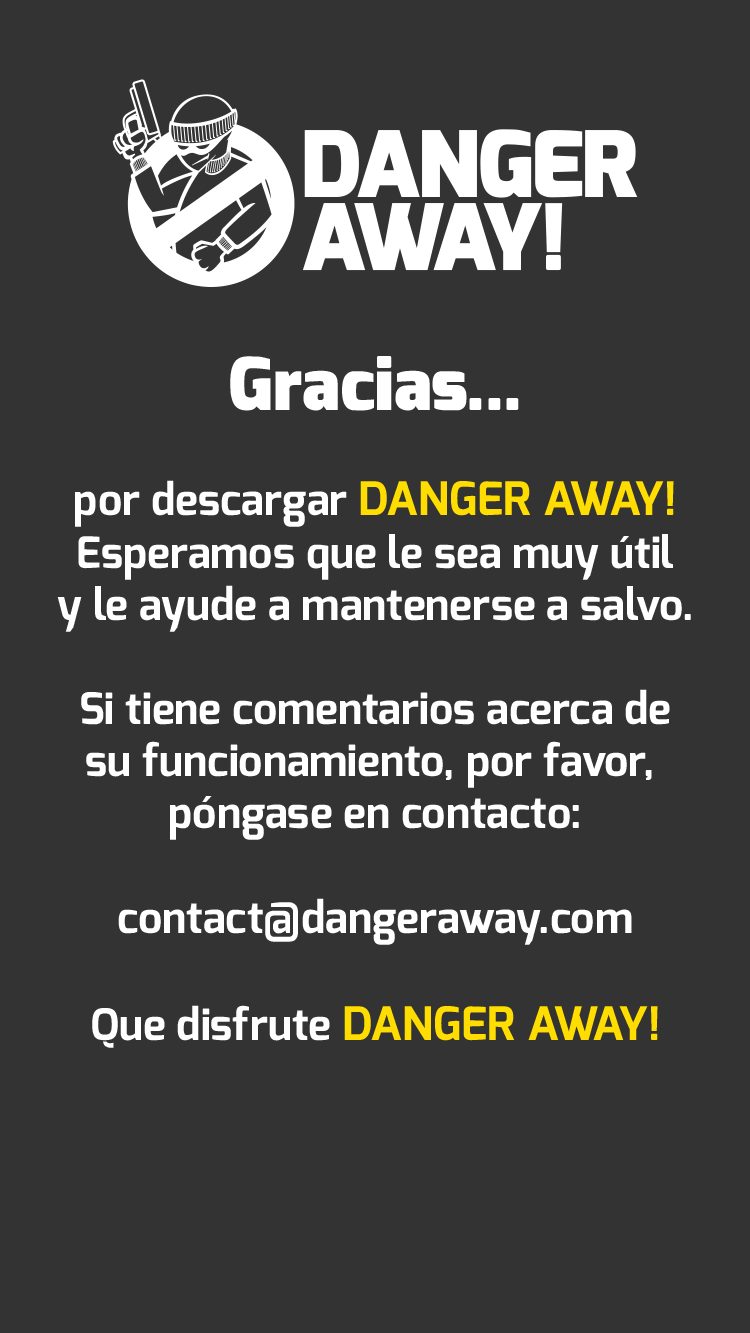 DANGER
AWAY!
Gracias...
por descargar DANGER AWAY!
Esperamos que le sea muy útil
y le ayude a mantenerse a salvo.
Si tiene comentarios acerca de
su funcionamiento, por favor,
póngase en contacto:
contact@dangeraway.com
Que disfrute DANGER AWAY!